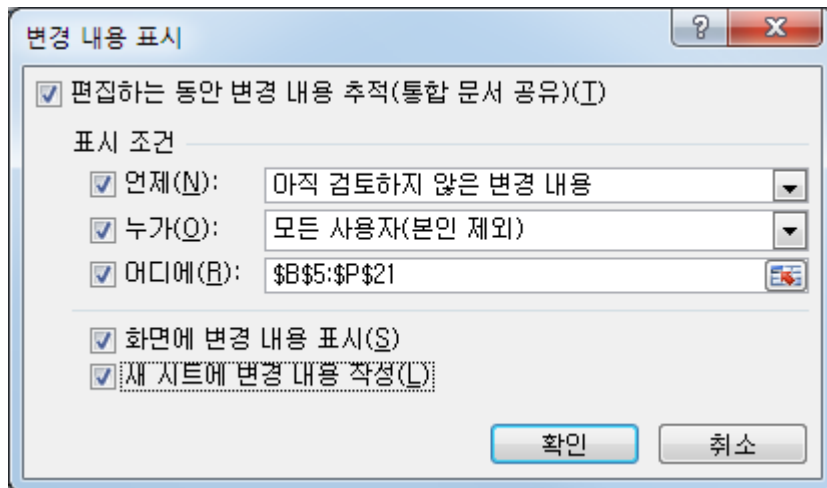 변경 내용 표시
편집하는 동안 변경 내용 추적(통합 문서 공유)(T)
표시 조건
언제(N): 아직 검토하지 않은 변경 내용
누가(O): 모든 사용자(본인 제외)
어디에(R): $B$5:$P$21
화면에 변경 내용 표시(S)
새 시트에 변경 내용 작성(L)
확인 취소